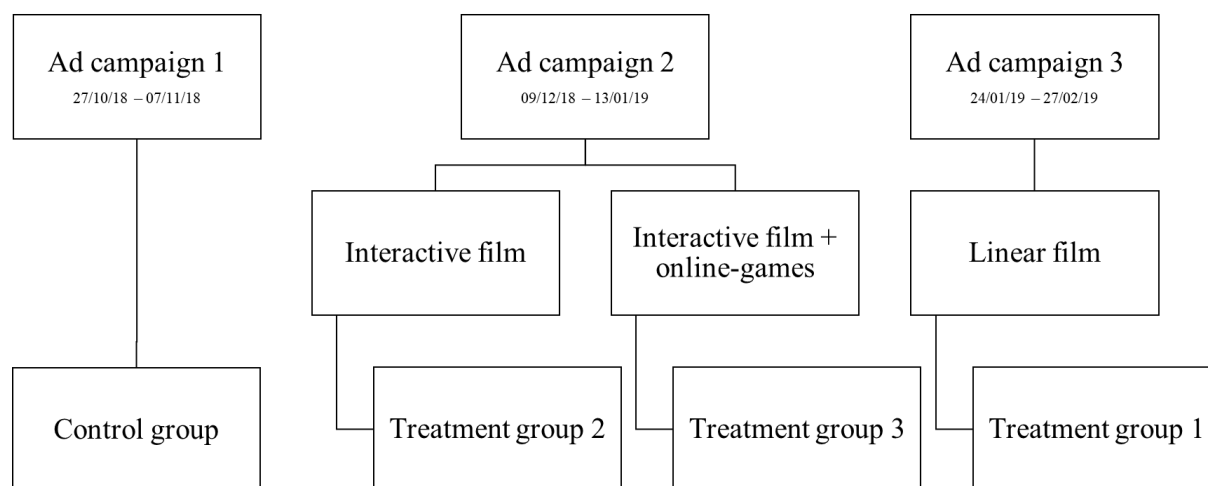 Ad campaign 1
27/10/18 – 07/11/18
Ad campaign 2
09/12/18 – 13/01/19
Ad campaign 3
24/01/19 – 27/02/19
Interactive film
Interactive film +
online-games
Linear film
Control group
Treatment group 2
Treatment group 3
Treatment group 1